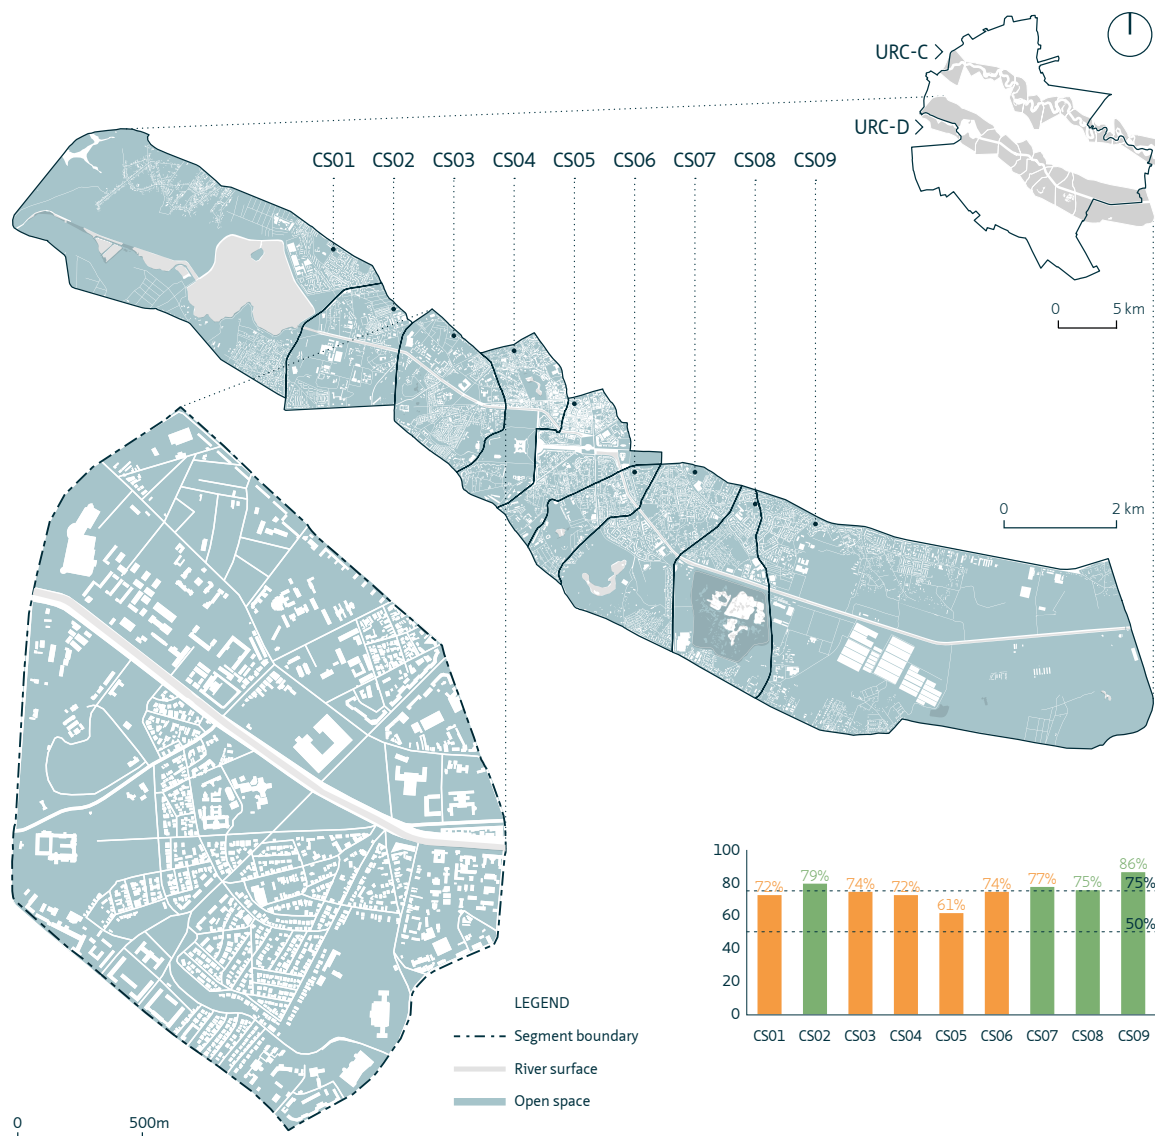 URC-C
URC-D
CS01 CS02 CS03 CS04 CS05 CS06 CS07 CS08 CS09
0 5 km
0 2 km
100
80
60
40
20
0
72% 79% 74% 72% 61% 74% 77% 75% 86%
75%
50%
CS01 CS02 CS03 CS04 CS05 CS06 CS07 CS08 CS09
LEGEND
Segment boundary
River surface
Open space
0 500m